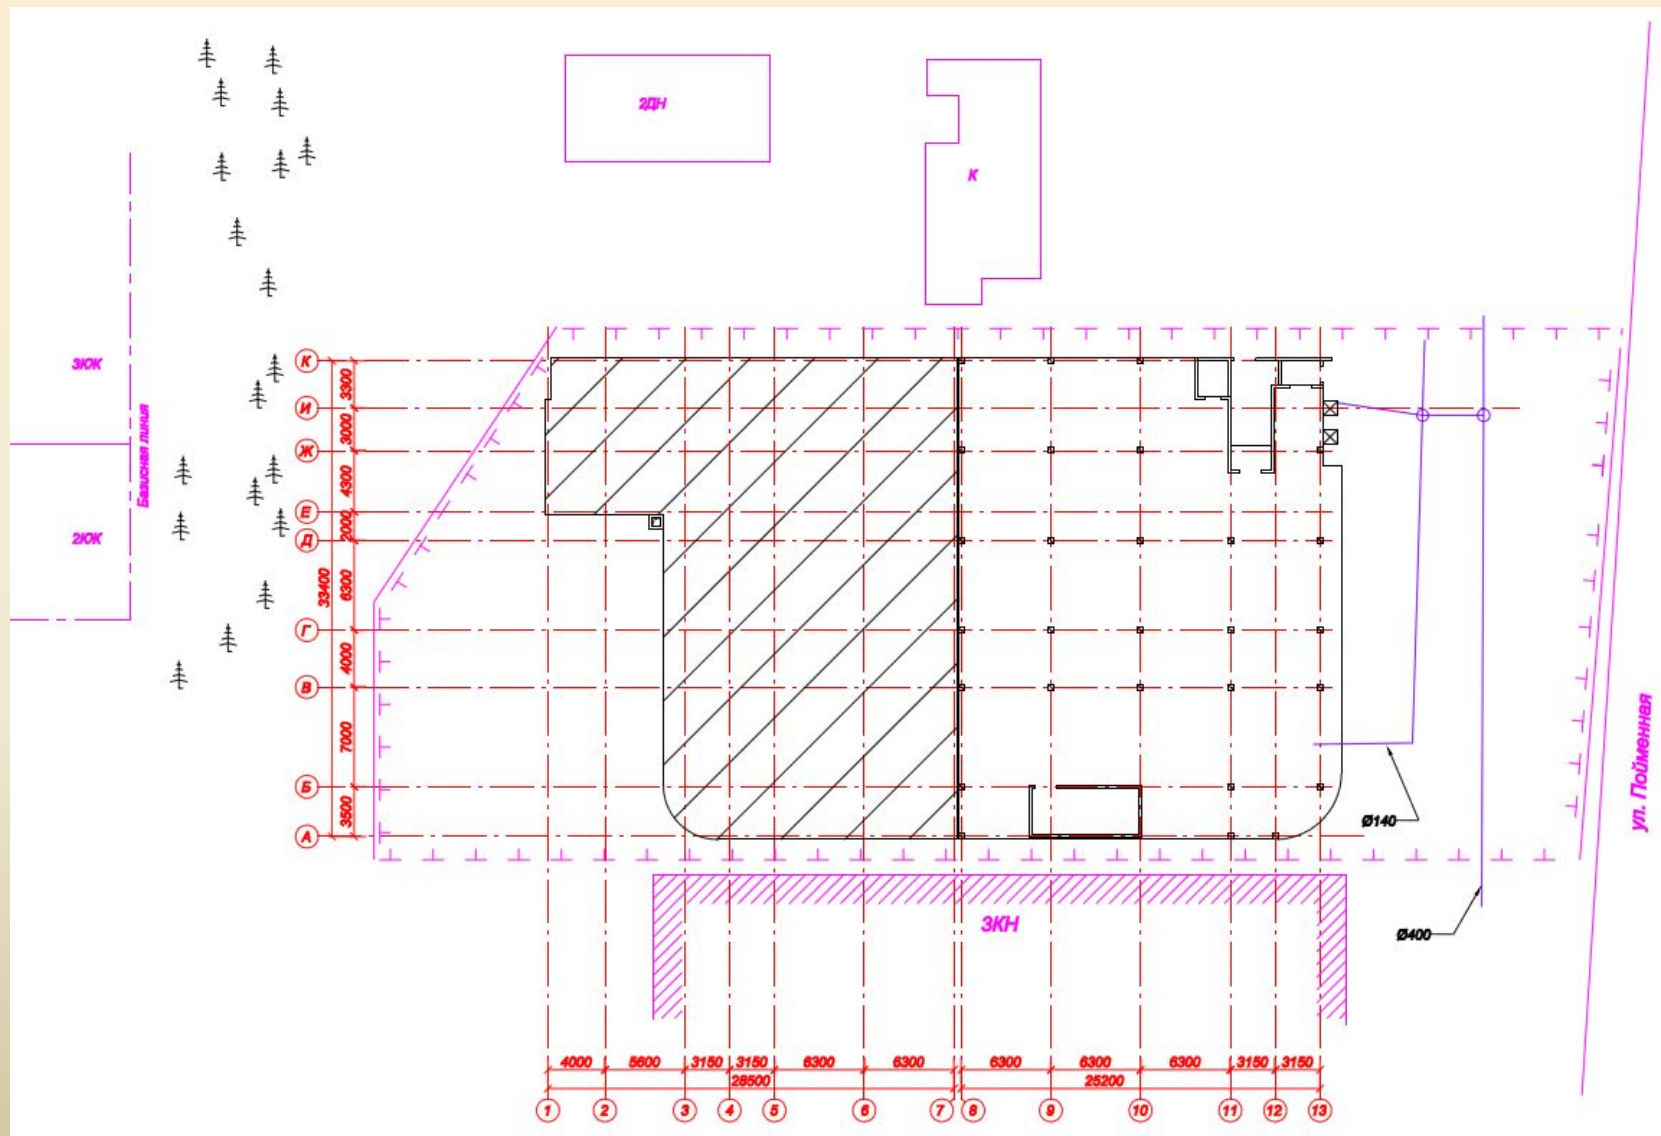 2ДН
К
3ЮК
Базисная линия
2ЮК
К
И
Ж
Е
Д
Г
В
Б
А
3300
3000
4300
2000
6300
4000
7000
3500
33400
Ø140
ул. Пойменная
3КН
Ø400
4000 5600 3150 3150 6300 6300 6300 6300 6300 3150 3150
28500 25200
1 2 3 4 5 6 7 8 9 10 11 12 13